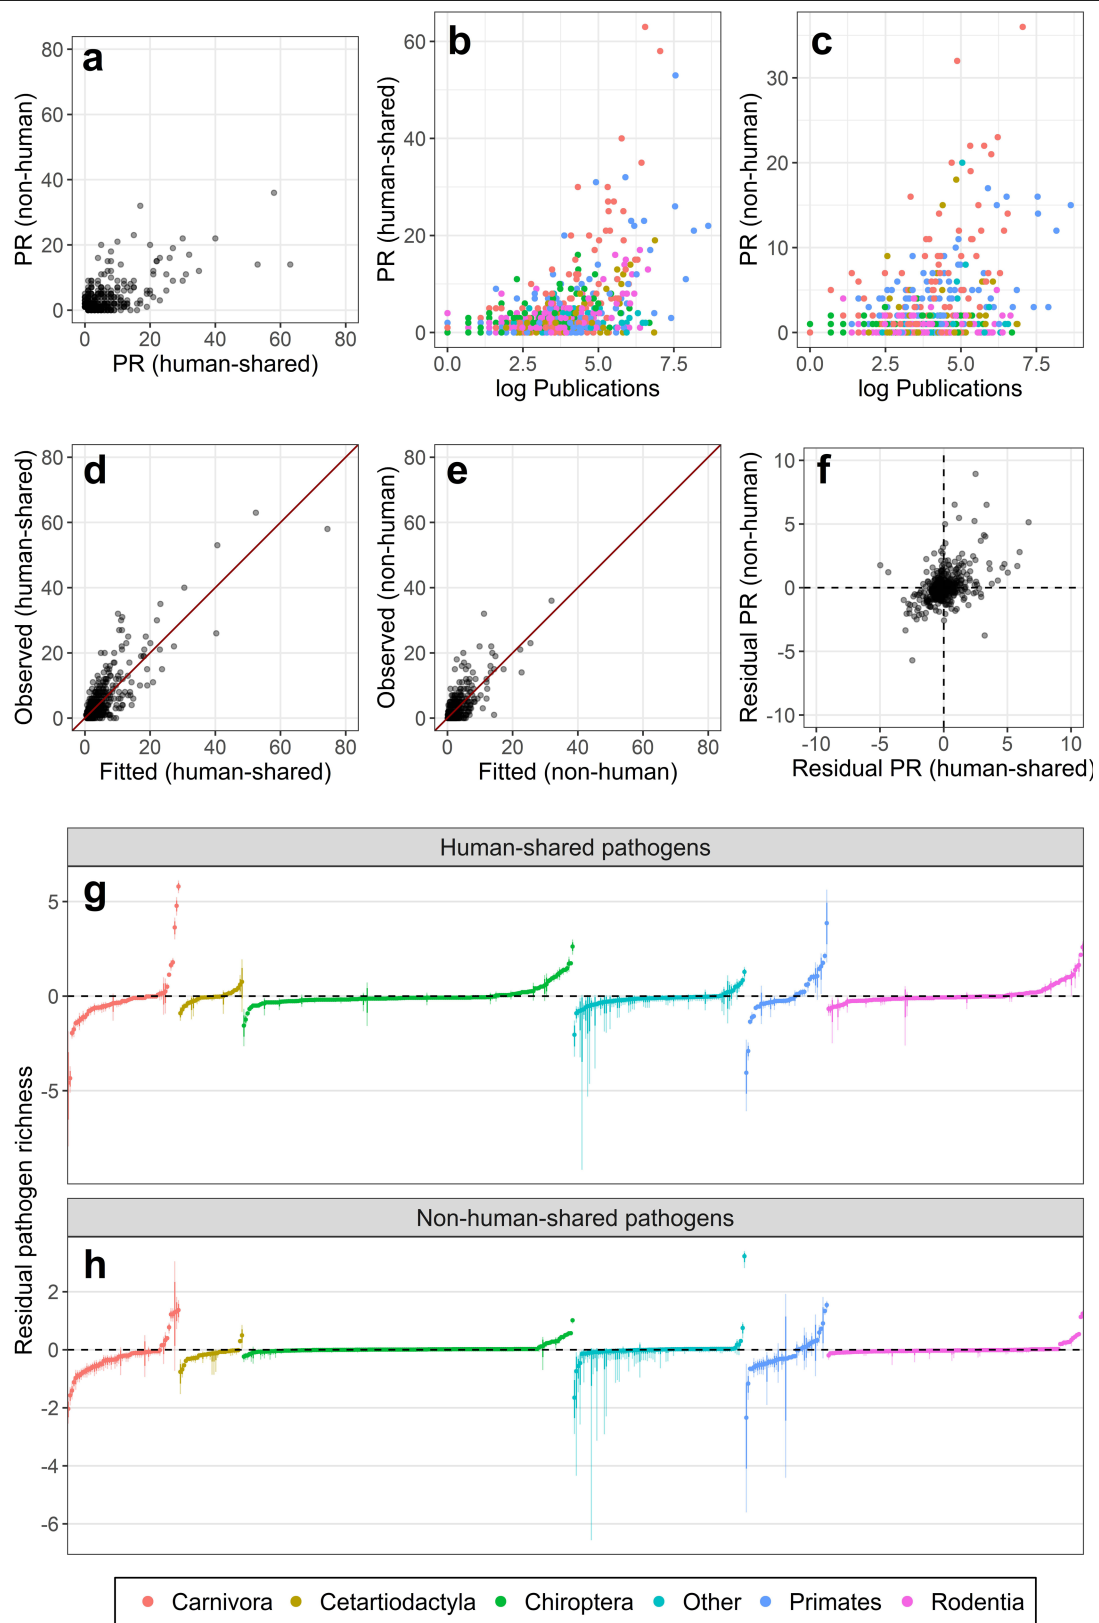 a
80
60
40
20
0
0
20
40
60
80
PR (non-human)
PR (human-shared)
b
60
40
20
0
0.0
2.5
5.0
7.5
PR (human-shared)
log Publications
c
30
20
10
0
0.0
2.5
5.0
7.5
PR (non-human)
log Publications
d
80
60
40
20
0
0
20
40
60
80
Observed (human-shared)
Fitted (human-shared)
e
80
60
40
20
0
0
20
40
60
80
Observed (non-human)
Fitted (non-human)
f
10
5
0
-5
-10
-10
-5
0
5
10
Residual PR (non-human)
Residual PR (human-shared)
Human-shared pathogens
g
5
0
-5
Residual pathogen richness
Non-human-shared pathogens
h
2
0
-2
-4
-6
Carnivora Cetartiodactyla Chiroptera Other Primates Rodentia